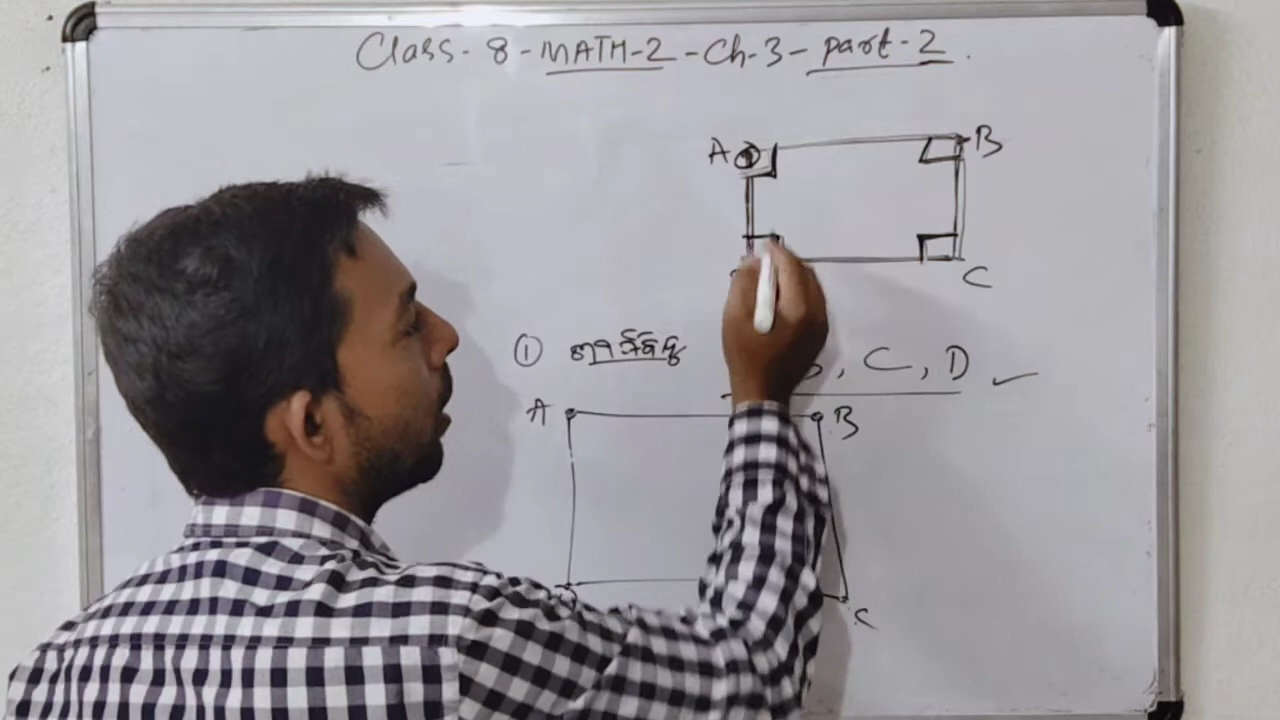 Class - 8 - MATH-2 - Ch-3 - part-2.
A B
C
① ଶୀର୍ଷବିନ୍ଦୁ , C, D ✓
A B
C